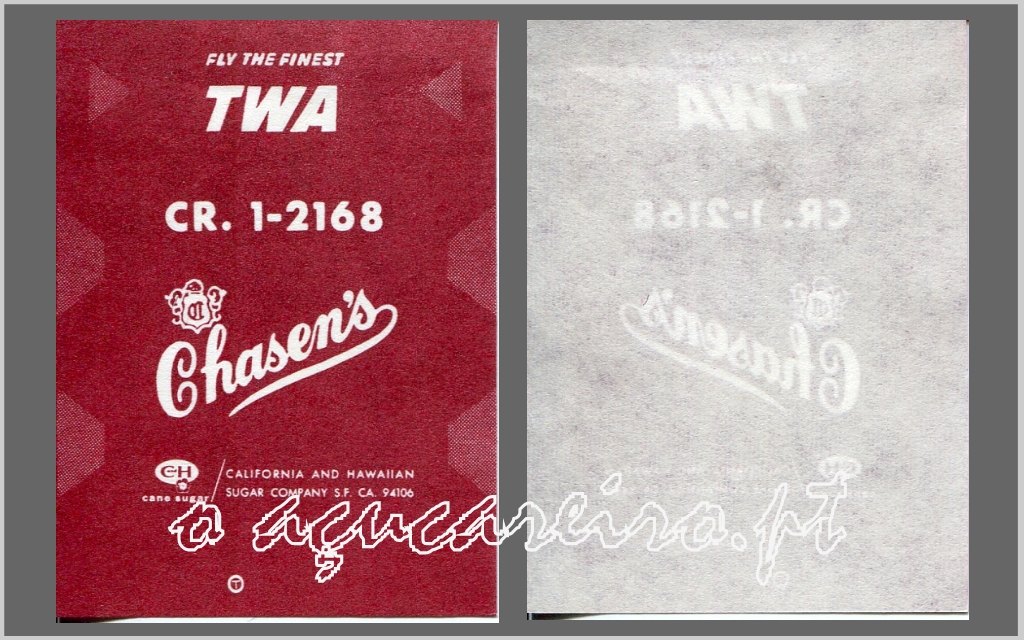 FLY THE FINEST
TWA
CR. 1-2168
Chasen's
C and H
cane sugar
CALIFORNIA AND HAWAIIAN
SUGAR COMPANY S.F. CA. 94106
T
a açucareira.pt